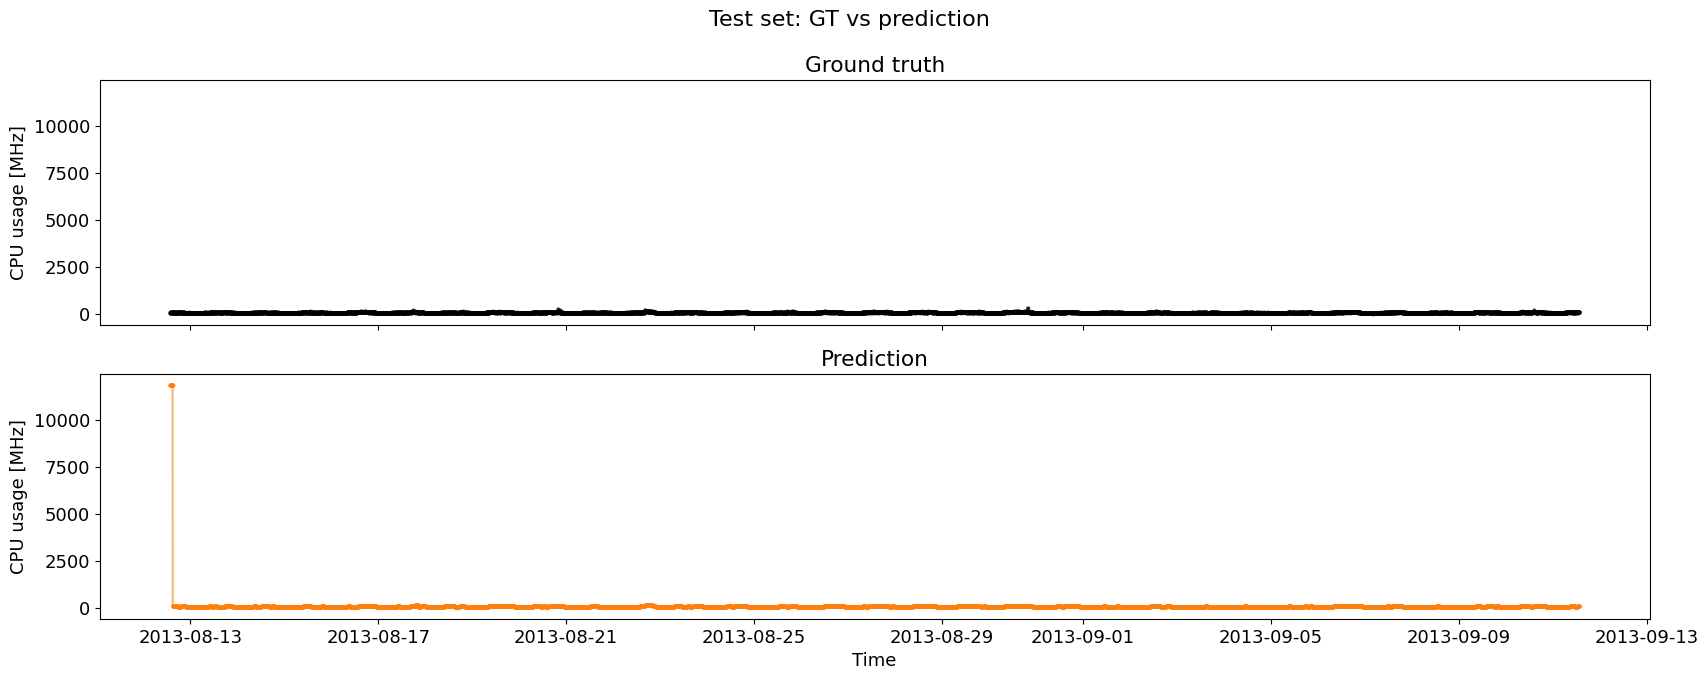 Test set: GT vs prediction
Ground truth
CPU usage [MHz]
10000
7500
5000
2500
0
Prediction
CPU usage [MHz]
10000
7500
5000
2500
0
2013-08-13 2013-08-17 2013-08-21 2013-08-25 2013-08-29 2013-09-01 2013-09-05 2013-09-09 2013-09-13
Time